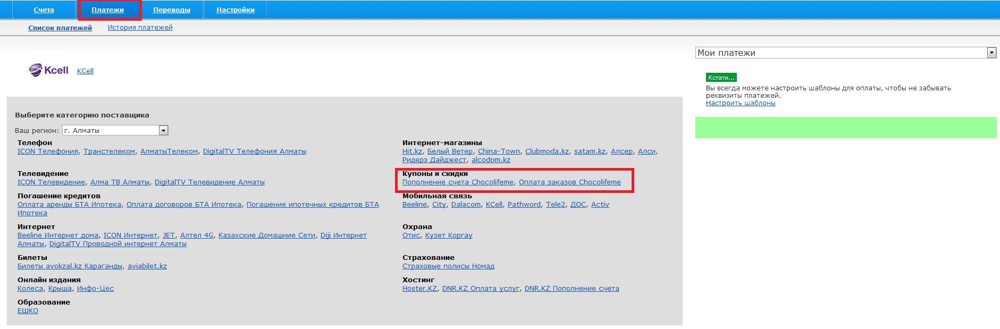 Счета Платежи Переводы Настройки
Список платежей История платежей
Kcell KCell
Мои платежи
Кстати...
Вы всегда можете настроить шаблоны для оплаты, чтобы не забывать
реквизиты платежей.
Настроить шаблоны
Выберите категорию поставщика
Ваш регион: г. Алматы
Телефон
ICON Телефония, Транстелеком, АлматыТелеком, DigitalTV Телефония Алматы
Интернет-магазины
Hit.kz, Белый Ветер, China-Town, Clubmoda.kz, satam.kz, Алсер, Алси,
Ридерз Дайджест, alcodom.kz
Телевидение
ICON Телевидение, Алма ТВ Алматы, DigitalTV Телевидение Алматы
Купоны и скидки
Пополнение счета Chocolifeme, Оплата заказов Chocolifeme
Погашение кредитов
Оплата аренды БТА Ипотека, Оплата договоров БТА Ипотека, Погашение ипотечных кредитов БТА
Ипотека
Мобильная связь
Beeline, City, Dalacom, KCell, Pathword, Tele2, ДОС, Activ
Интернет
Beeline Интернет дома, ICON Интернет, JET, Алтел 4G, Казахские Домашние Сети, Diji Интернет
Алматы, DigitalTV Проводной интернет Алматы
Охрана
Отис, Кузет Коргау
Билеты
Билеты avokzal.kz Караганды, aviabilet.kz
Страхование
Страховые полисы Номад
Онлайн издания
Колеса, Крыша, Инфо-Цес
Хостинг
Hoster.KZ, DNR.KZ Оплата услуг, DNR.KZ Пополнение счета
Образование
ЕШКО